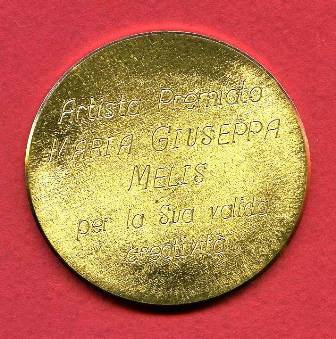 Artista Premiato
MARIA GIUSEPPA
MELIS
per la Sua valida
creatività